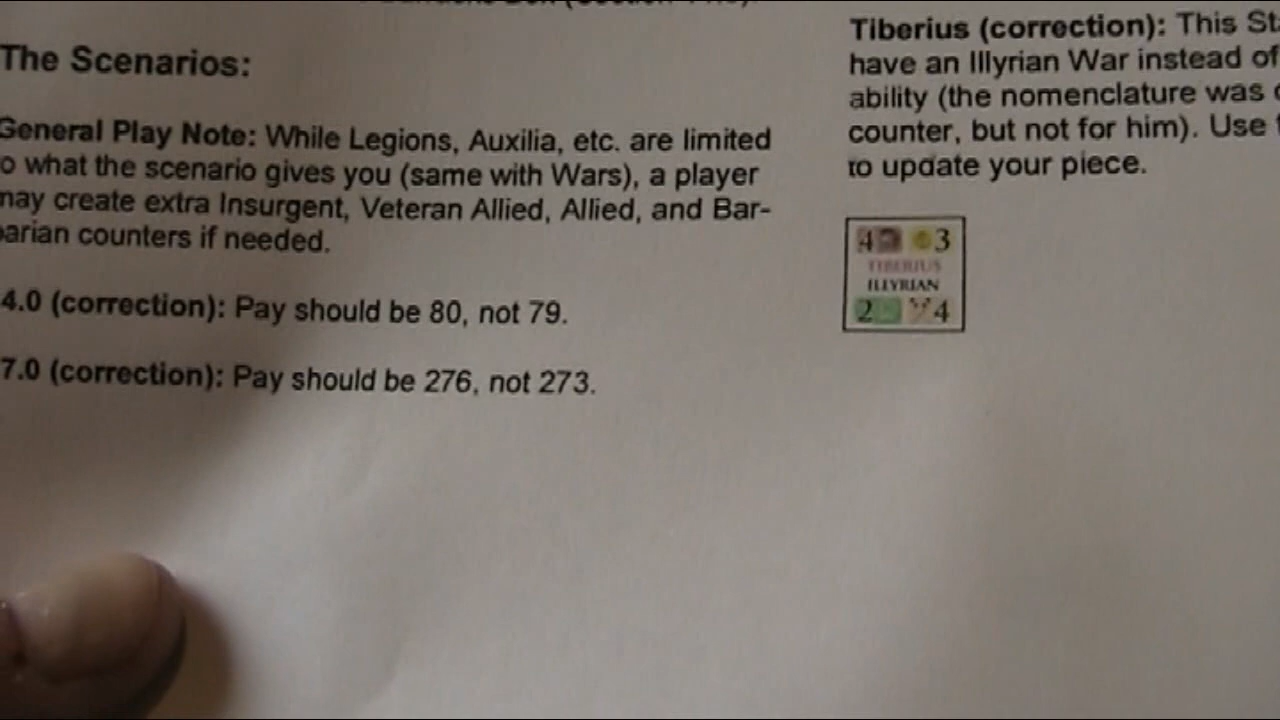 The Scenarios:
General Play Note: While Legions, Auxilia, etc. are limited
o what the scenario gives you (same with Wars), a player
may create extra Insurgent, Veteran Allied, Allied, and Bar-
barian counters if needed.
4.0 (correction): Pay should be 80, not 79.
7.0 (correction): Pay should be 276, not 273.
Tiberius (correction): This
have an Illyrian War instead of
ability (the nomenclature was
counter, but not for him). Use
to update your piece.
4 3
TIBERIUS
ILLYRIAN
2 4